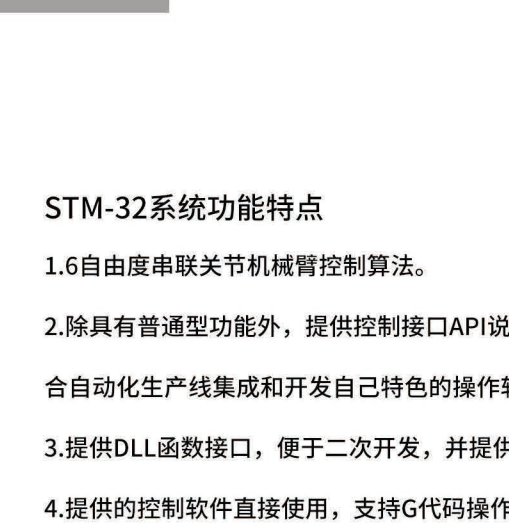 STM-32系统功能特点
1.6自由度串联关节机械臂控制算法。
2.除具有普通型功能外，提供控制接口API说
合自动化生产线集成和开发自己特色的操作
3.提供DLL函数接口，便于二次开发，并提供
4.提供的控制软件直接使用，支持G代码操作